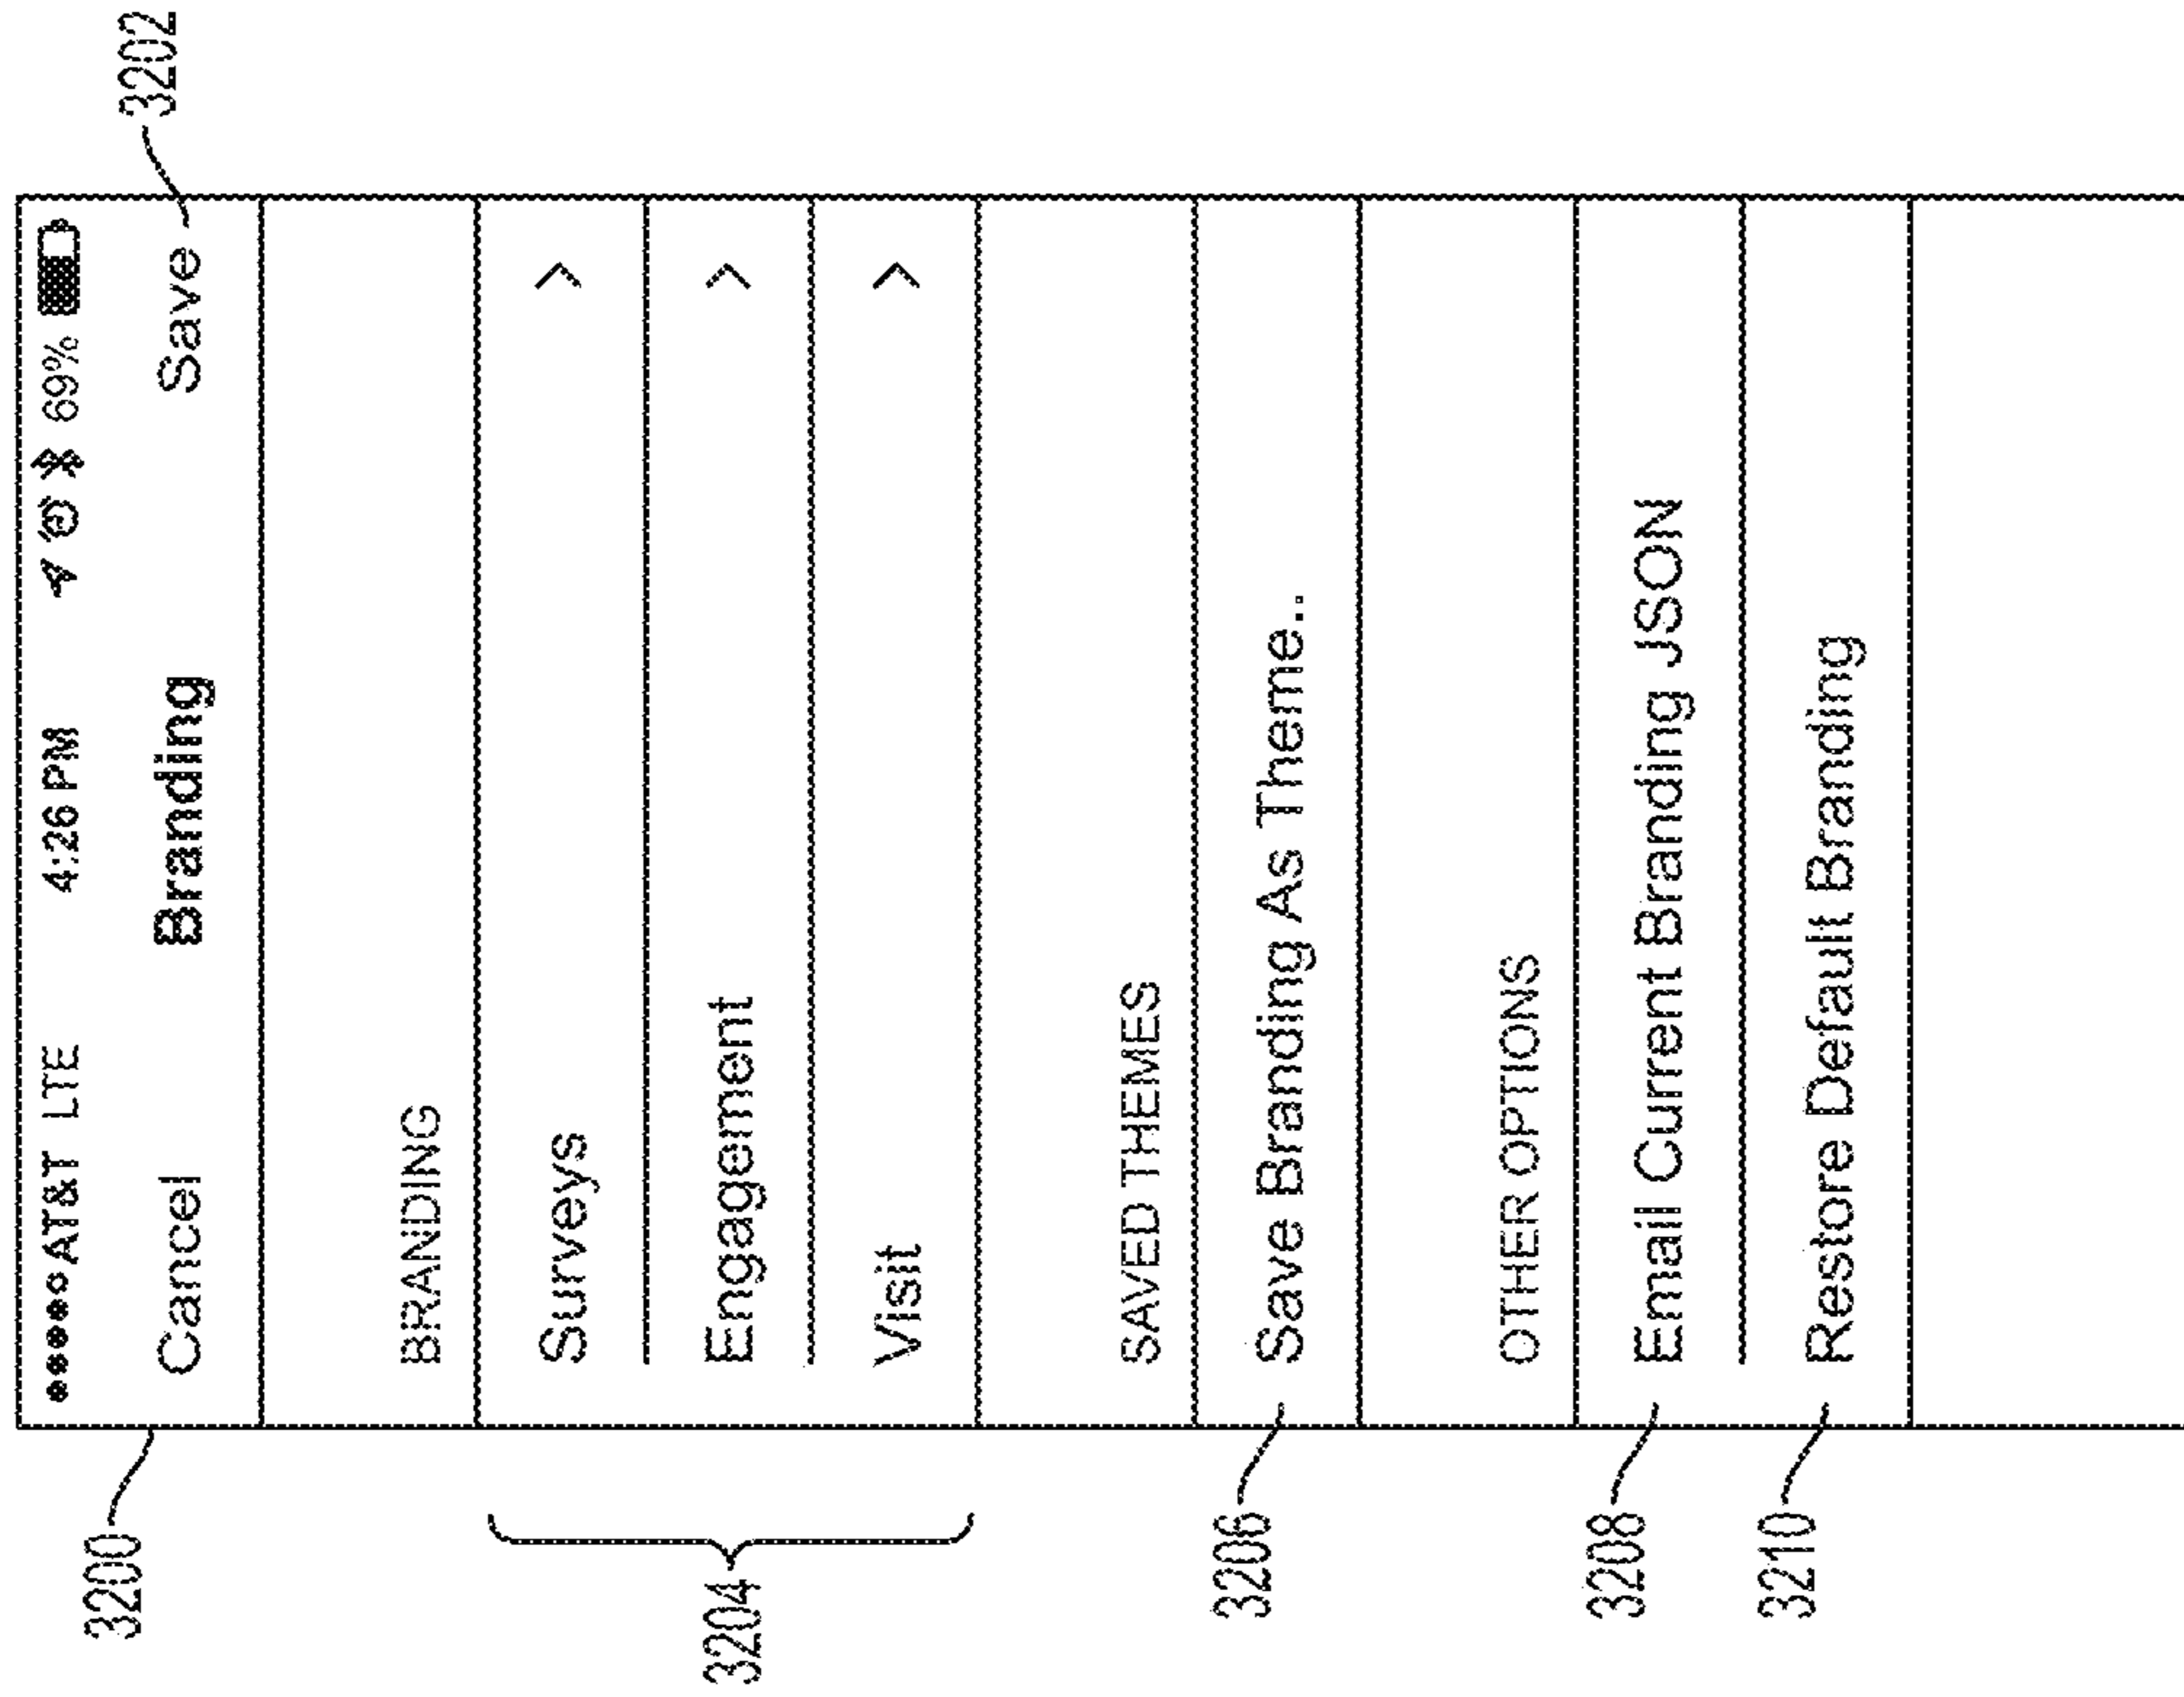 ●●●●○AT&T LTE 4:26 PM 69%
3200
Cancel Branding Save
3202
BRANDING
3204
Surveys >
Engagement >
Visit >
SAVED THEMES
3206
Save Branding As Theme..
OTHER OPTIONS
3208
Email Current Branding JSON
3210
Restore Default Branding